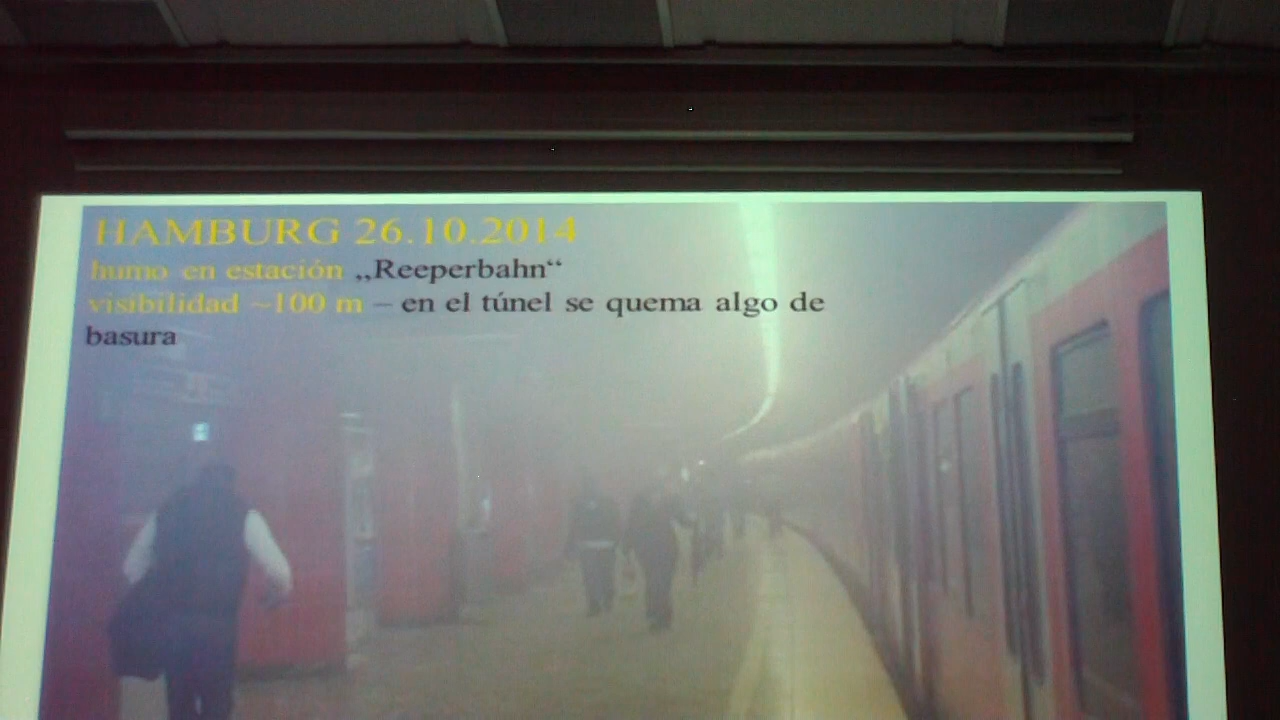 HAMBURG 26.10.2014
humo en estación „Reeperbahn“
visibilidad ~100 m – en el túnel se quema algo de
basura